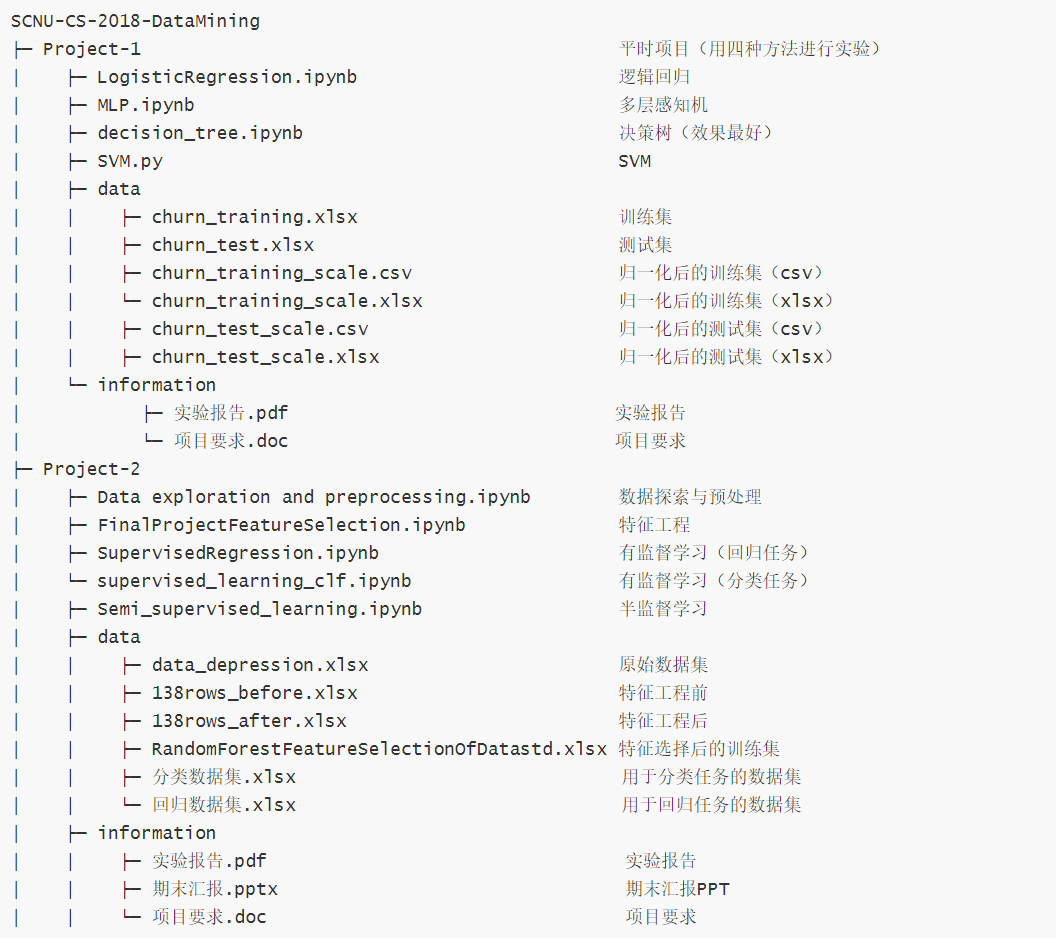 SCNU-CS-2018-DataMining
├─ Project-1 平时项目（用四种方法进行实验）
│ ├─ LogisticRegression.ipynb 逻辑回归
│ ├─ MLP.ipynb 多层感知机
│ ├─ decision_tree.ipynb 决策树（效果最好）
│ ├─ SVM.py SVM
│ ├─ data
│ │ ├─ churn_training.xlsx 训练集
│ │ ├─ churn_test.xlsx 测试集
│ │ ├─ churn_training_scale.csv 归一化后的训练集（csv）
│ │ └─ churn_training_scale.xlsx 归一化后的训练集（xlsx）
│ │ ├─ churn_test_scale.csv 归一化后的测试集（csv）
│ │ ├─ churn_test_scale.xlsx 归一化后的测试集（xlsx）
│ └─ information
│ ├─ 实验报告.pdf 实验报告
│ └─ 项目要求.doc 项目要求
├─ Project-2
│ ├─ Data exploration and preprocessing.ipynb 数据探索与预处理
│ ├─ FinalProjectFeatureSelection.ipynb 特征工程
│ ├─ SupervisedRegression.ipynb 有监督学习（回归任务）
│ └─ supervised_learning_clf.ipynb 有监督学习（分类任务）
│ ├─ Semi_supervised_learning.ipynb 半监督学习
│ ├─ data
│ │ ├─ data_depression.xlsx 原始数据集
│ │ ├─ 138rows_before.xlsx 特征工程前
│ │ ├─ 138rows_after.xlsx 特征工程后
│ │ ├─ RandomForestFeatureSelectionOfDatastd.xlsx 特征选择后的训练集
│ │ ├─ 分类数据集.xlsx 用于分类任务的数据集
│ │ └─ 回归数据集.xlsx 用于回归任务的数据集
│ ├─ information
│ │ ├─ 实验报告.pdf 实验报告
│ │ ├─ 期末汇报.pptx 期末汇报PPT
│ │ └─ 项目要求.doc 项目要求